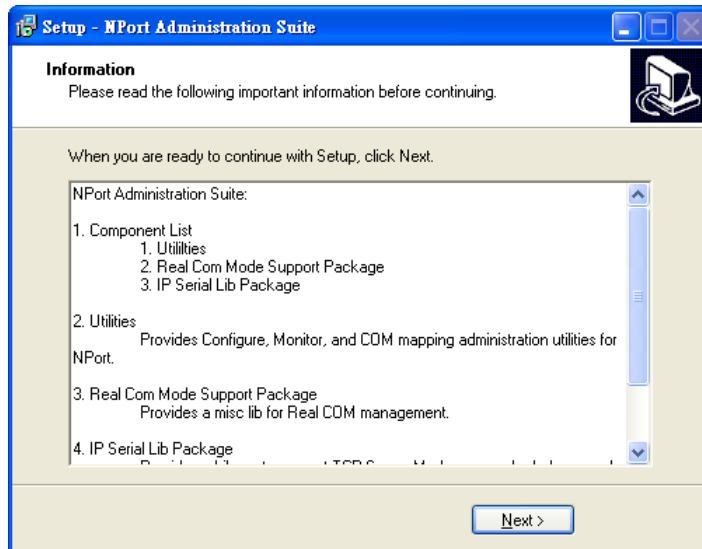 Setup - NPort Administration Suite
Information
Please read the following important information before continuing.
When you are ready to continue with Setup, click Next.
NPort Administration Suite:
1. Component List
1. Utililties
2. Real Com Mode Support Package
3. IP Serial Lib Package
2. Utilities
Provides Configure, Monitor, and COM mapping administration utilities for
NPort.
3. Real Com Mode Support Package
Provides a misc lib for Real COM management.
4. IP Serial Lib Package
Next >